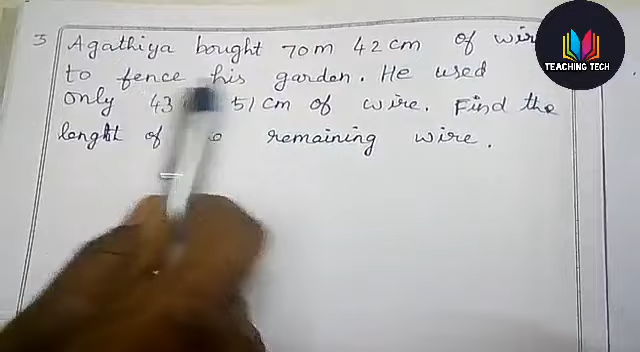 3 Agathiya bought 70m 42cm of wir
to fence his garden. He used
only 43 51cm of wire. Find the
lenght of remaining wire.
TEACHING TECH